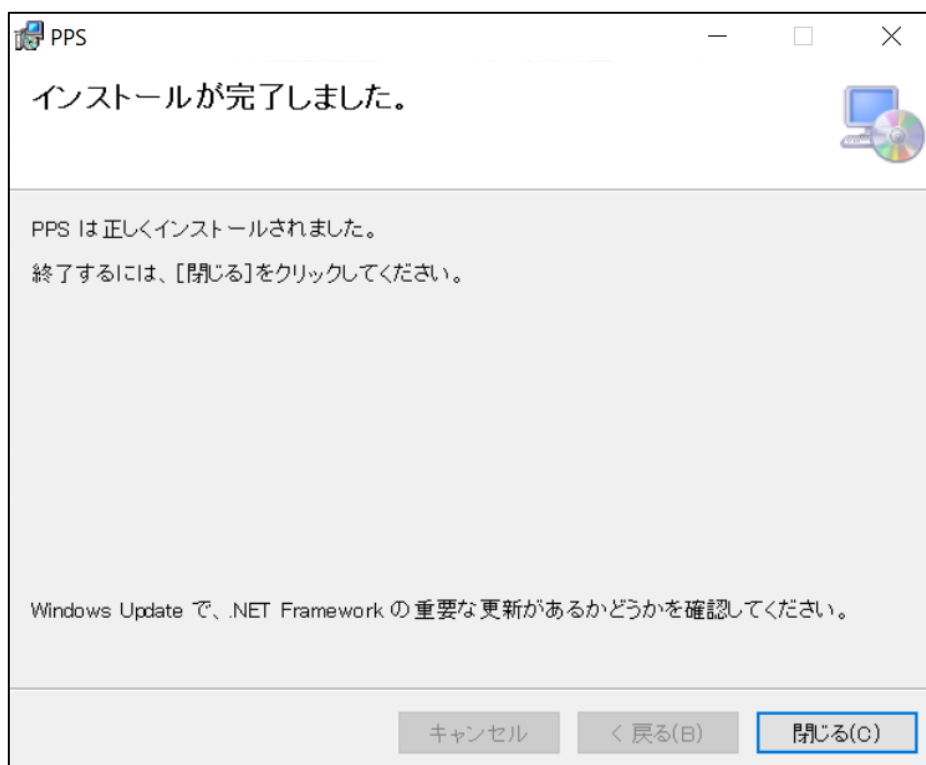 PPS
インストールが完了しました。
PPS は正しくインストールされました。
終了するには、[閉じる]をクリックしてください。
Windows Update で、.NET Framework の重要な更新があるかどうかを確認してください。
キャンセル
< 戻る(B)
閉じる(C)